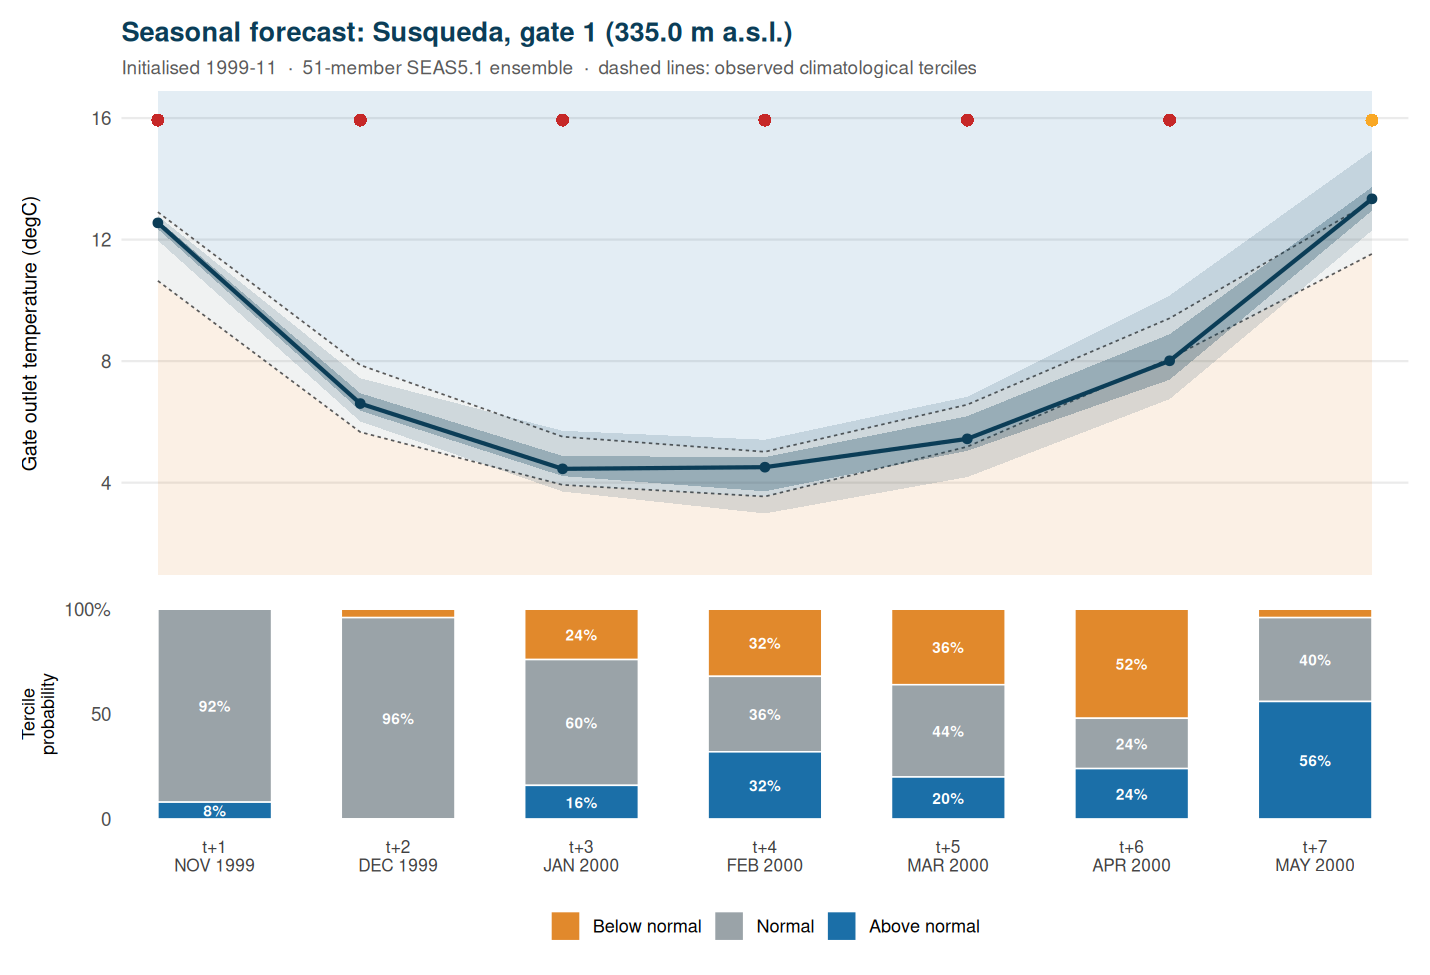 Seasonal forecast: Susqueda, gate 1 (335.0 m a.s.l.)
Initialised 1999-11 · 51-member SEAS5.1 ensemble · dashed lines: observed climatological terciles
Gate outlet temperature (degC)
16
12
8
4
Tercile
probability
100%
50
0
92%
8%
96%
24%
60%
16%
32%
36%
32%
36%
44%
20%
52%
24%
24%
40%
56%
t+1
NOV 1999
t+2
DEC 1999
t+3
JAN 2000
t+4
FEB 2000
t+5
MAR 2000
t+6
APR 2000
t+7
MAY 2000
Below normal
Normal
Above normal